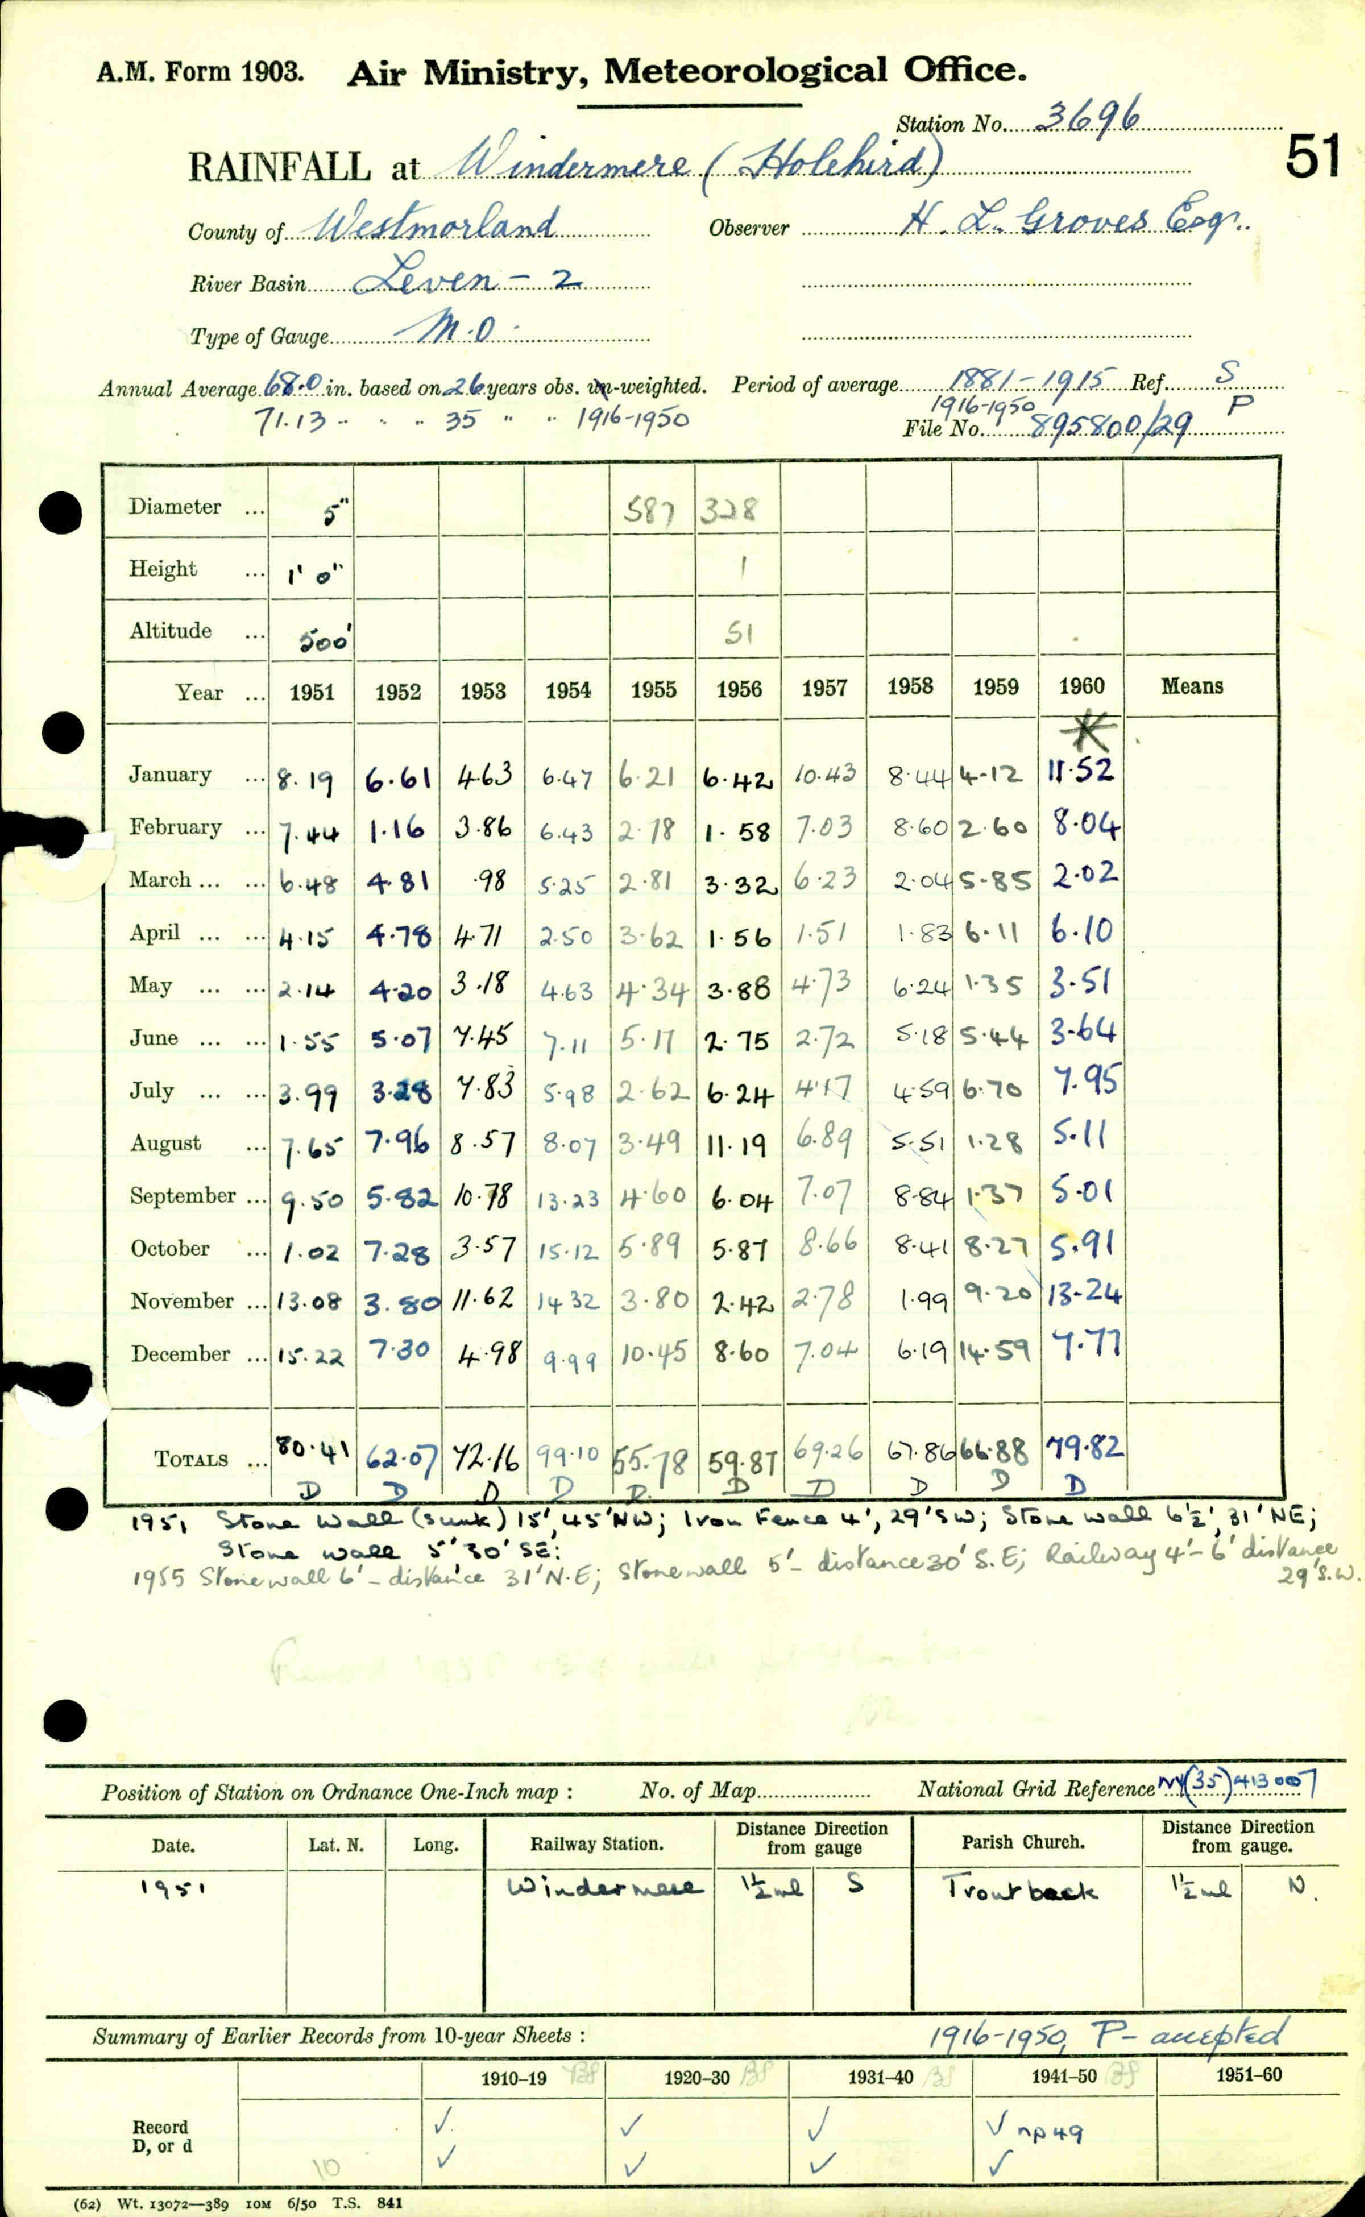 A.M. Form 1903. Air Ministry, Meteorological Office.
Station No. 3696
51
RAINFALL at Windermere (Holehird)
County of Westmorland Observer H. L. Groves Esqr.
River Basin Leven - 2
Type of Gauge M.O.
Annual Average 68.0 in. based on 26 years obs. un-weighted. Period of average 1881-1915 Ref. S
71.13 " " " 35 " " 1916-1950 1916-1950 P
File No. 895800/29
Diameter ... 5" 587 328
Height ... 1' 0" 1
Altitude ... 500' 51
Year ... 1951 1952 1953 1954 1955 1956 1957 1958 1959 1960 Means
January ... 8.19 6.61 4.63 6.47 6.21 6.42 10.43 8.44 4.12 11.52
February ... 7.44 1.16 3.86 6.43 2.78 1.58 7.03 8.60 2.60 8.04
March ... ... 6.48 4.81 .98 5.25 2.81 3.32 6.23 2.04 5.85 2.02
April ... ... 4.15 4.78 4.71 2.50 3.62 1.56 1.51 1.83 6.11 6.10
May ... ... 2.14 4.20 3.18 4.63 4.34 3.88 4.73 6.24 1.35 3.51
June ... ... 1.55 5.07 7.45 7.11 5.17 2.75 2.72 5.18 5.44 3.64
July ... ... 3.99 3.28 7.83 5.98 2.62 6.24 4.17 4.59 6.70 7.95
August ... 7.65 7.96 8.57 8.07 3.49 11.19 6.89 5.51 1.28 5.11
September ... 9.50 5.82 10.78 13.23 4.60 6.04 7.07 8.84 1.37 5.01
October ... 1.02 7.28 3.57 15.12 5.89 5.87 8.66 8.41 8.27 5.91
November ... 13.08 3.80 11.62 14 32 3.80 2.42 2.78 1.99 9.20 13.24
December ... 15.22 7.30 4.98 9.99 10.45 8.60 7.04 6.19 14.59 7.77
TOTALS ... 80.41 62.07 72.16 99.10 55.78 59.87 69.26 67.86 66.88 79.82
D D D D D D D D D D
1951 Stone Wall (sunk) 15', 45' NW; Iron Fence 4', 29' SW; Stone wall 6½', 31' NE;
Stone wall 5', 30' SE:
1955 Stone wall 6' - distance 31' N.E; Stone wall 5' - distance 30' S.E; Railway 4' - 6' distance
29' S.W.
Position of Station on Ordnance One-Inch map : No. of Map National Grid Reference NY(35)413007
Date. Lat. N. Long. Railway Station. Distance Direction from gauge Parish Church. Distance Direction from gauge.
1951 Windermere 1½ ml S Troutbeck 1½ ml N.
Summary of Earlier Records from 10-year Sheets : 1916-1950, P - accepted
1910–19 1920–30 1931–40 1941–50 1951–60
Record ✓ ✓ ✓ ✓ np49
D, or d 10 ✓ ✓ ✓ ✓
(62) Wt. 13072—389 10M 6/50 T.S. 841